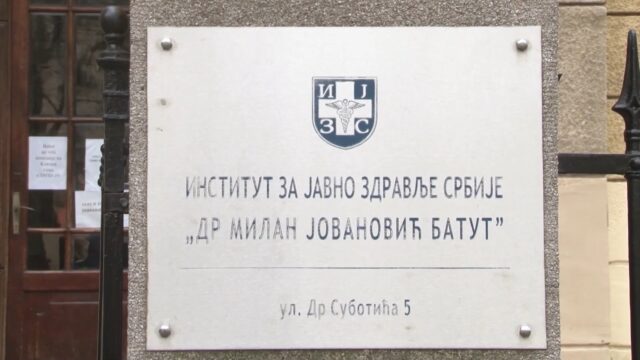 И Ј
З С
ИНСТИТУТ ЗА ЈАВНО ЗДРАВЉЕ СРБИЈЕ
„ДР МИЛАН ЈОВАНОВИЋ БАТУТ”
ул. Др Суботића 5